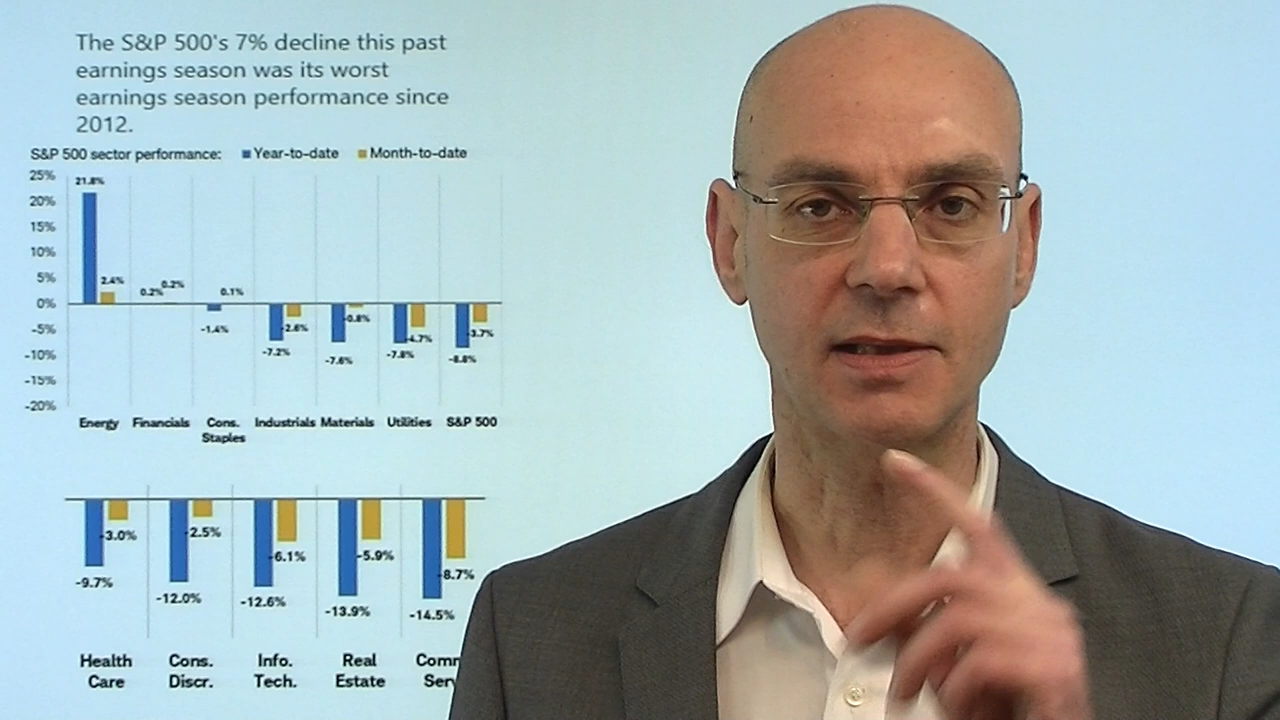 The S&P 500's 7% decline this past
earnings season was its worst
earnings season performance since
2012.
S&P 500 sector performance: Year-to-date Month-to-date
25%
21.8%
20%
15%
10%
5%
2.4%
0.2% 0.2% 0.1%
0%
-1.4% -2.6% -0.8% -4.7% -3.7%
-5%
-7.2% -7.6% -7.8% -8.8%
-10%
-15%
-20%
Energy Financials Cons. Industrials Materials Utilities S&P 500
Staples
-3.0% -2.5% -6.1% -5.9% -8.7%
-9.7% -12.0% -12.6% -13.9% -14.5%
Health Cons. Info. Real Comm
Care Discr. Tech. Estate Serv